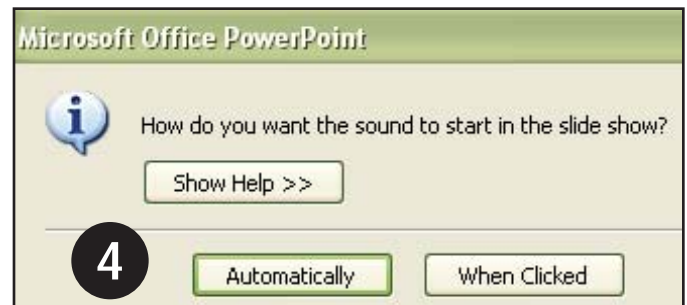 Microsoft Office PowerPoint
How do you want the sound to start in the slide show?
Show Help >>
4
Automatically When Clicked